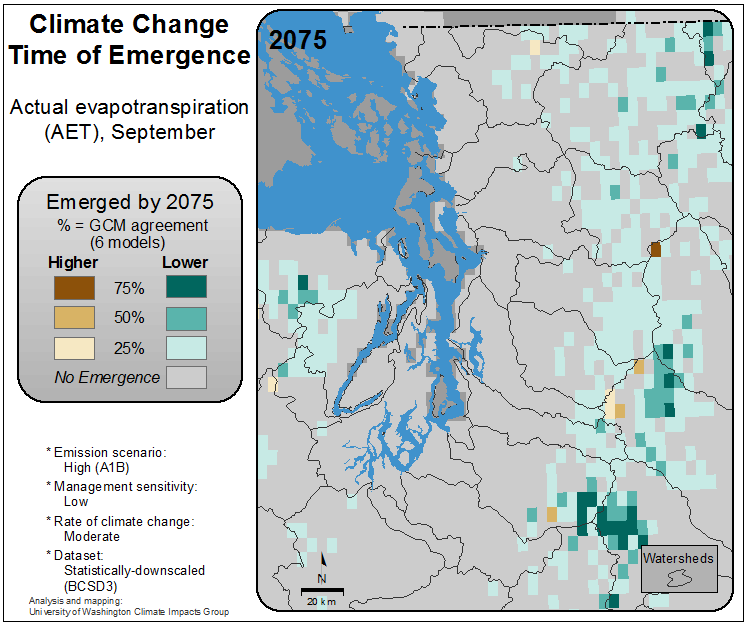 Climate Change
Time of Emergence
Actual evapotranspiration
(AET), September
Emerged by 2075
% = GCM agreement
(6 models)
Higher Lower
75%
50%
25%
No Emergence
* Emission scenario:
High (A1B)
* Management sensitivity:
Low
* Rate of climate change:
Moderate
* Dataset:
Statistically-downscaled
(BCSD3)
Analysis and mapping:
University of Washington Climate Impacts Group
2075
N
20 km
Watersheds